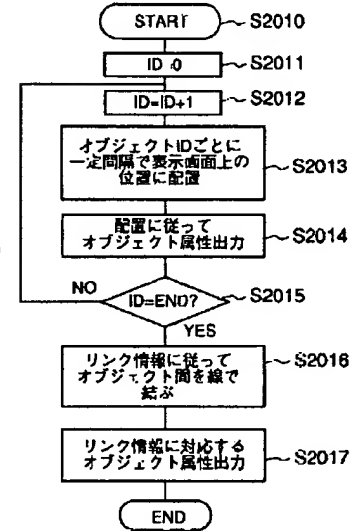 START
S2010
ID=0
S2011
ID=ID+1
S2012
オブジェクトIDごとに
一定間隔で表示画面上の
位置に配置
S2013
配置に従って
オブジェクト属性出力
S2014
NO
ID=END?
S2015
YES
リンク情報に従って
オブジェクト間を線で
結ぶ
S2016
リンク情報に対応する
オブジェクト属性出力
S2017
END